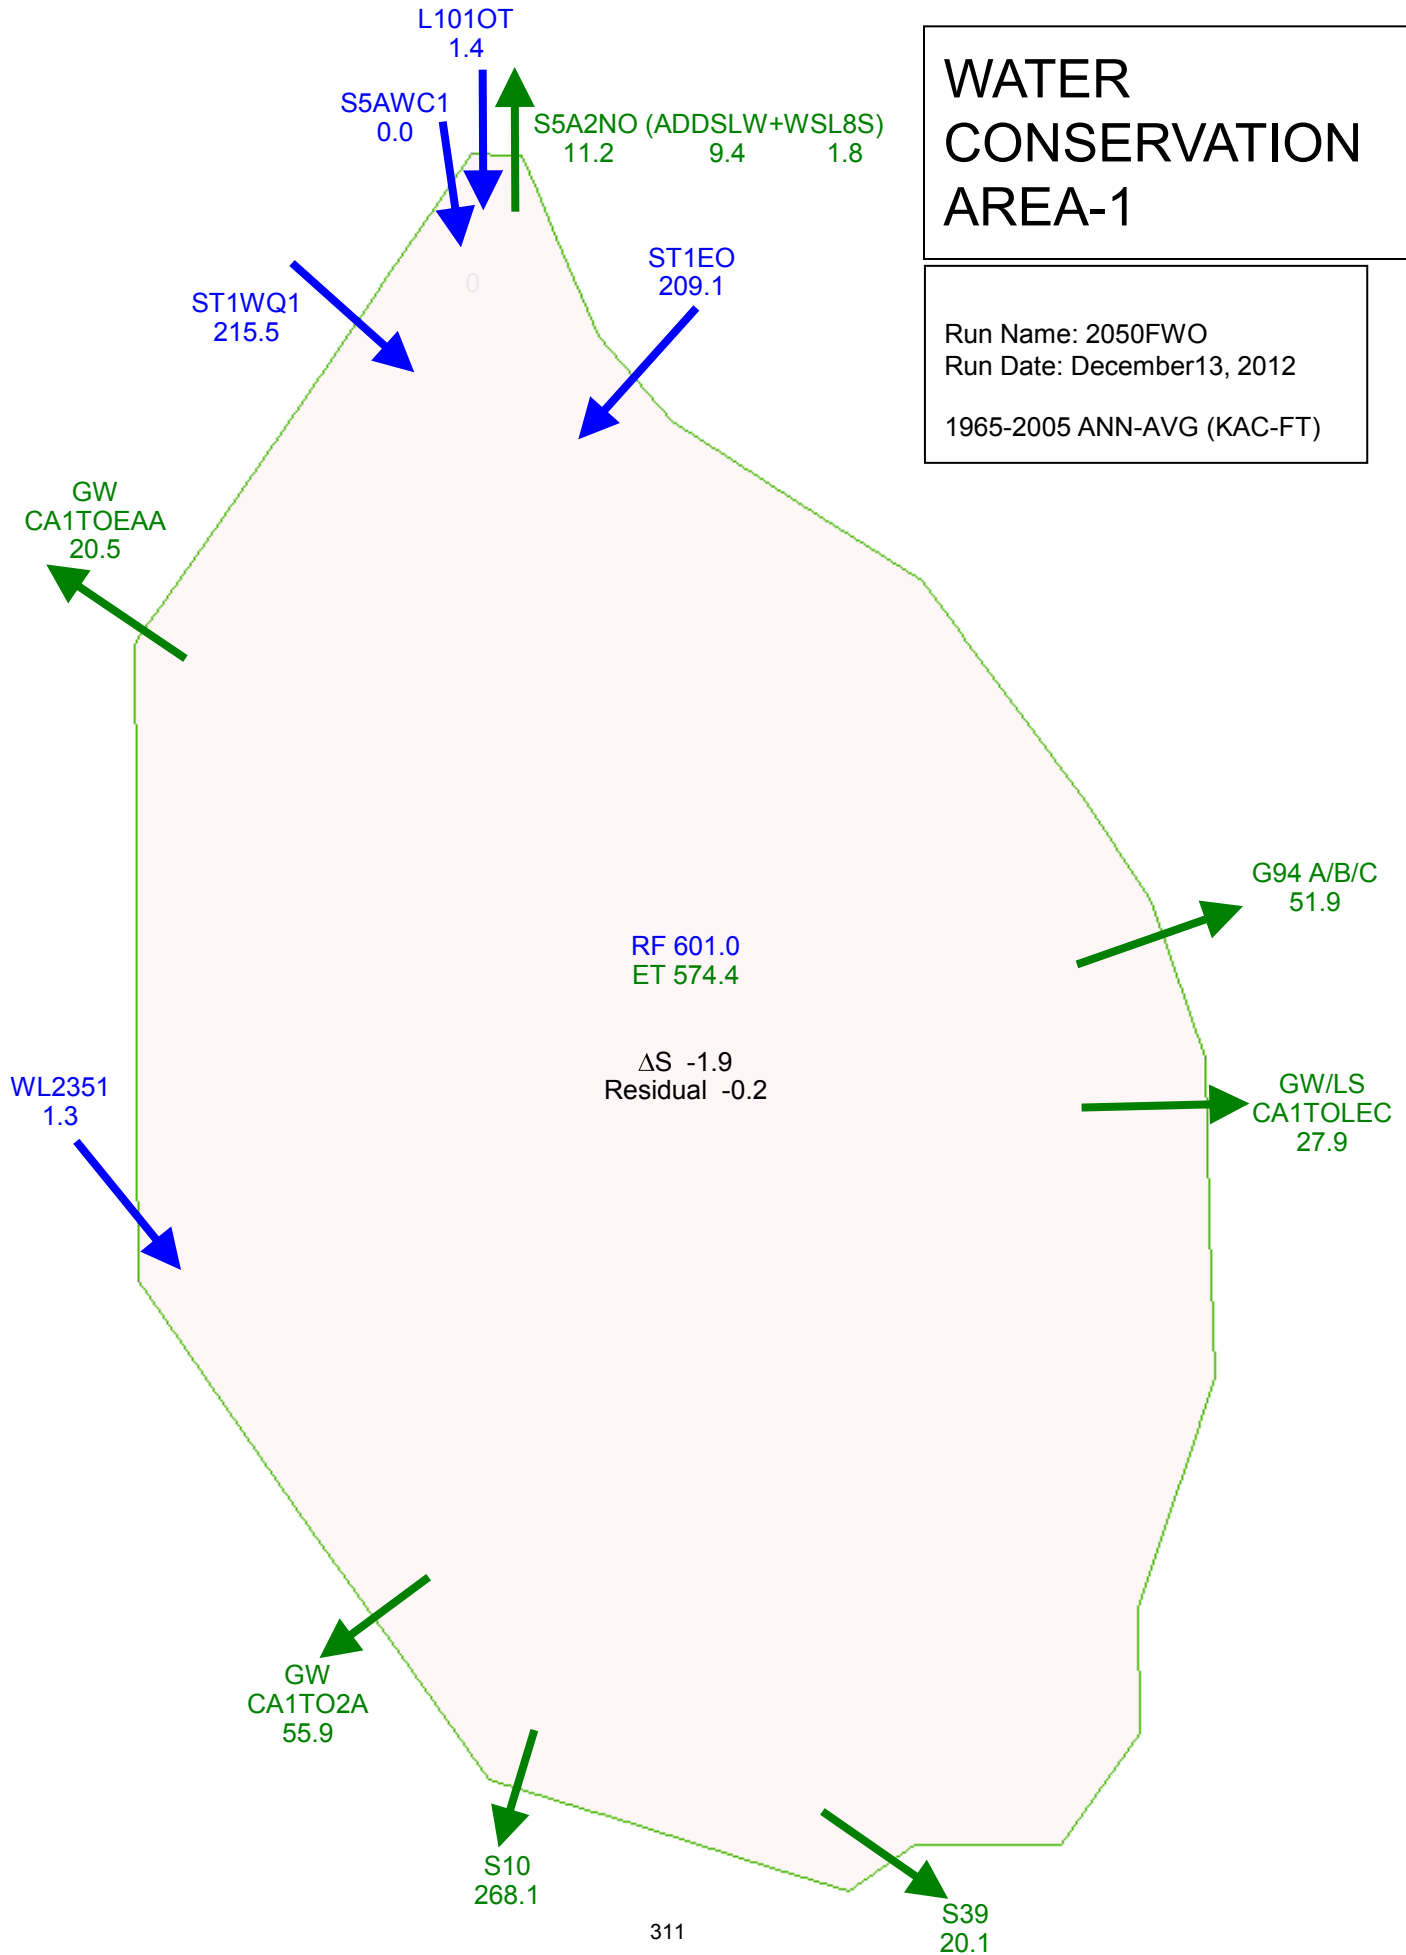 L101OT
1.4
S5AWC1
0.0
S5A2NO (ADDSLW+WSL8S)
11.2 9.4 1.8
WATER
CONSERVATION
AREA-1
ST1WQ1
215.5
0
ST1EO
209.1
Run Name: 2050FWO
Run Date: December13, 2012
1965-2005 ANN-AVG (KAC-FT)
GW
CA1TOEAA
20.5
G94 A/B/C
51.9
RF 601.0
ET 574.4
ΔS -1.9
Residual -0.2
WL2351
1.3
GW/LS
CA1TOLEC
27.9
GW
CA1TO2A
55.9
S10
268.1
S39
20.1
311